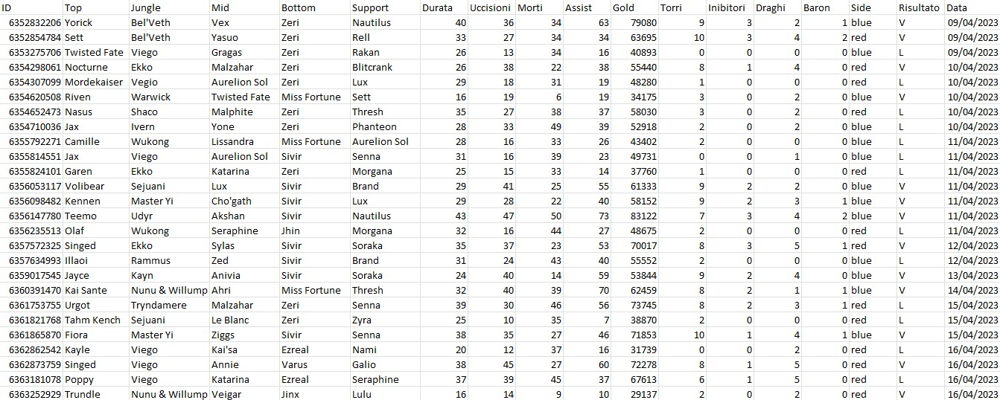 ID Top Jungle Mid Bottom Support Durata Uccisioni Morti Assist Gold Torri Inibitori Draghi Baron Side Risultato Data
6352832206 Yorick Bel'Veth Vex Zeri Nautilus 40 36 34 63 79080 9 3 2 1 blue V 09/04/2023
6352854784 Sett Bel'Veth Yasuo Zeri Rell 33 27 34 34 63695 10 3 4 2 red V 09/04/2023
6353275706 Twisted Fate Viego Gragas Zeri Rakan 26 13 34 16 40893 0 0 0 0 blue L 09/04/2023
6354298061 Nocturne Ekko Malzahar Zeri Blitcrank 26 38 22 38 55440 8 1 4 0 red V 10/04/2023
6354307099 Mordekaiser Vegio Aurelion Sol Zeri Lux 29 18 31 19 48280 1 0 0 0 red L 10/04/2023
6354620508 Riven Warwick Twisted Fate Miss Fortune Sett 16 19 6 19 34175 3 0 2 0 blue V 10/04/2023
6354652473 Nasus Shaco Malphite Zeri Thresh 35 27 38 37 58030 3 0 2 0 red L 10/04/2023
6354710036 Jax Ivern Yone Zeri Phanteon 28 33 49 39 52918 2 0 2 0 blue L 10/04/2023
6355792271 Camille Wukong Lissandra Miss Fortune Aurelion Sol 28 16 33 26 43402 2 0 0 0 blue L 11/04/2023
6355814551 Jax Viego Aurelion Sol Sivir Senna 31 16 39 23 49731 0 0 1 0 blue L 11/04/2023
6355824101 Garen Ekko Katarina Zeri Morgana 25 15 33 14 37760 1 0 0 0 red L 11/04/2023
6356053117 Volibear Sejuani Lux Sivir Brand 29 41 25 55 61333 9 2 2 0 blue V 11/04/2023
6356098482 Kennen Master Yi Cho'gath Sivir Lux 29 28 22 40 58152 9 2 3 1 blue V 11/04/2023
6356147780 Teemo Udyr Akshan Sivir Nautilus 43 47 50 73 83122 7 3 4 2 blue V 11/04/2023
6356235513 Olaf Wukong Seraphine Jhin Morgana 32 16 44 27 48675 2 0 0 0 red L 11/04/2023
6357572325 Singed Ekko Sylas Sivir Soraka 35 37 23 53 70017 8 3 5 1 red V 12/04/2023
6357634993 Illaoi Rammus Zed Sivir Brand 31 24 43 40 55552 2 0 0 0 blue L 12/04/2023
6359017545 Jayce Kayn Anivia Sivir Soraka 24 40 14 59 53844 9 2 4 0 blue V 13/04/2023
6360391470 Kai Sante Nunu & Willump Ahri Miss Fortune Thresh 32 40 39 70 62459 8 2 1 1 blue V 14/04/2023
6361753755 Urgot Tryndamere Malzahar Zeri Senna 39 30 46 56 73745 8 2 3 1 red L 15/04/2023
6361821768 Tahm Kench Sejuani Le Blanc Zeri Zyra 25 10 35 7 38870 2 0 0 0 red L 15/04/2023
6361865870 Fiora Master Yi Ziggs Sivir Senna 38 35 27 46 71853 10 1 4 1 blue V 15/04/2023
6362862542 Kayle Viego Kai'sa Ezreal Nami 20 12 37 16 31739 0 0 2 0 red L 16/04/2023
6362873759 Singed Viego Annie Varus Galio 38 45 27 60 72278 8 1 5 0 red V 16/04/2023
6363181078 Poppy Viego Katarina Ezreal Seraphine 37 39 45 37 67613 6 1 5 0 red L 16/04/2023
6363252929 Trundle Nunu & Willump Veigar Jinx Lulu 16 14 9 10 29137 2 0 2 0 red V 16/04/2023